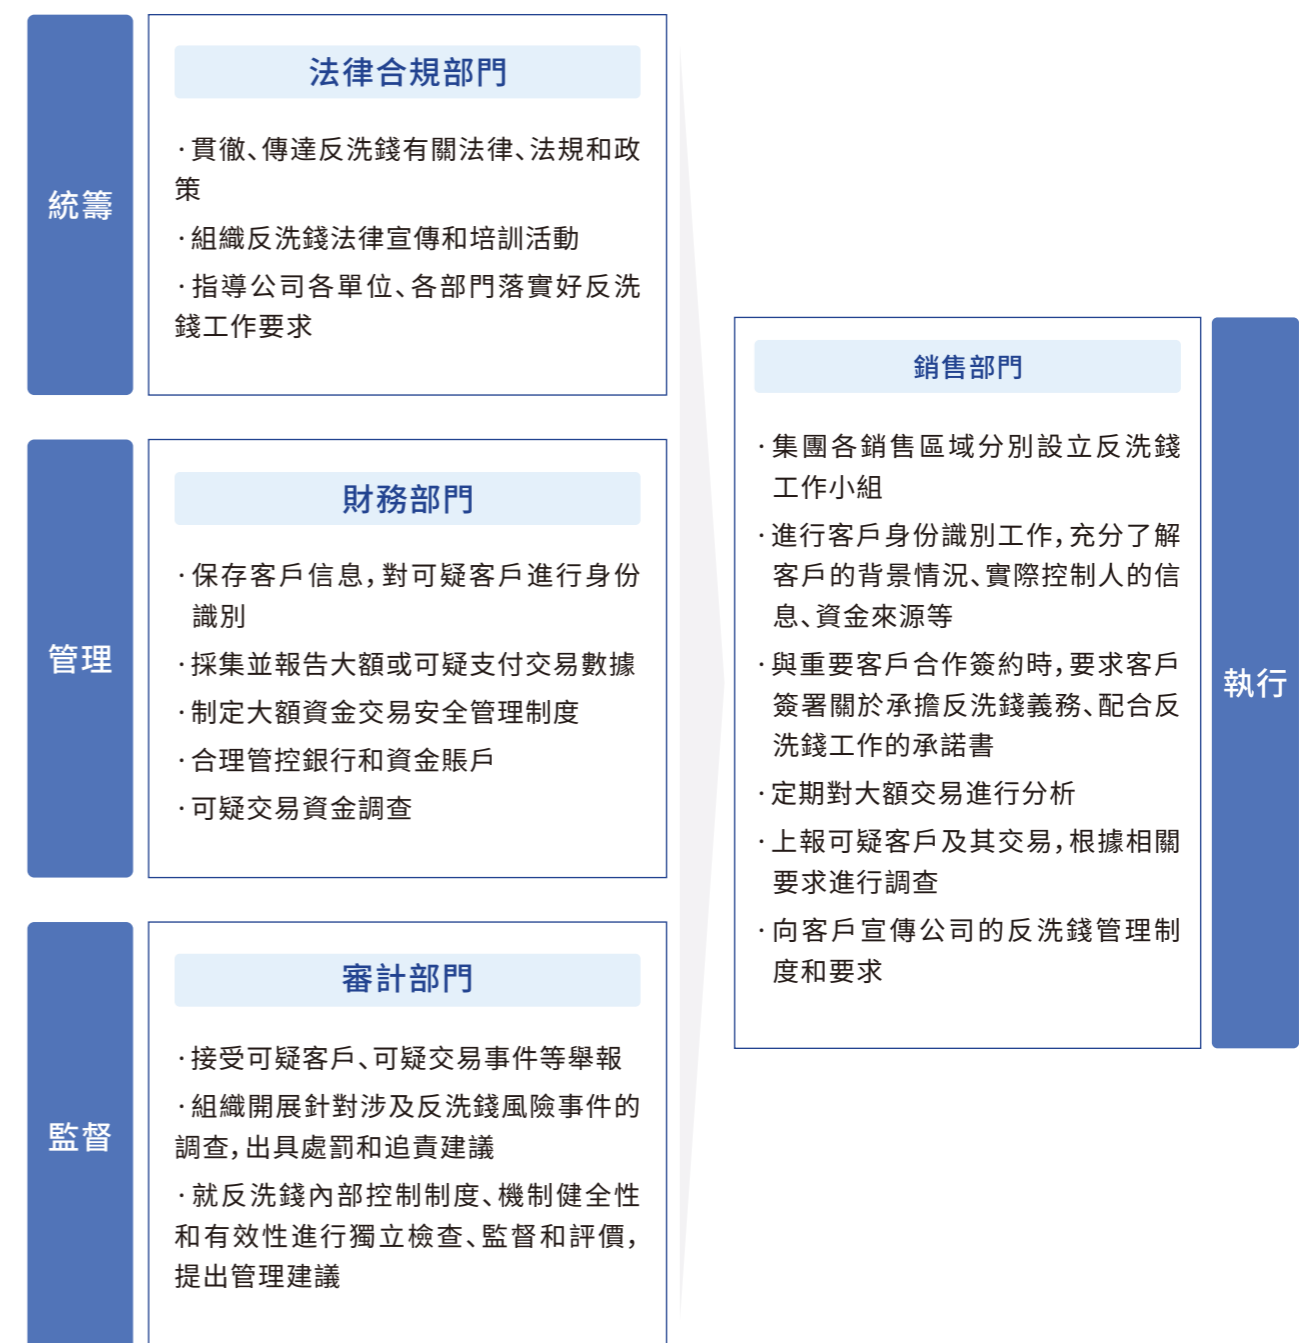 統籌
法律合規部門
·貫徹、傳達反洗錢有關法律、法規和政
策
·組織反洗錢法律宣傳和培訓活動
·指導公司各單位、各部門落實好反洗
錢工作要求
管理
財務部門
·保存客戶信息，對可疑客戶進行身份
識別
·採集並報告大額或可疑支付交易數據
·制定大額資金交易安全管理制度
·合理管控銀行和資金賬戶
·可疑交易資金調查
監督
審計部門
·接受可疑客戶、可疑交易事件等舉報
·組織開展針對涉及反洗錢風險事件的
調查，出具處罰和追責建議
·就反洗錢內部控制制度、機制健全性
和有效性進行獨立檢查、監督和評價，
提出管理建議
銷售部門
·集團各銷售區域分別設立反洗錢
工作小組
·進行客戶身份識別工作，充分了解
客戶的背景情況、實際控制人的信
息、資金來源等
·與重要客戶合作簽約時，要求客戶
簽署關於承擔反洗錢義務、配合反
洗錢工作的承諾書
·定期對大額交易進行分析
·上報可疑客戶及其交易，根據相關
要求進行調查
·向客戶宣傳公司的反洗錢管理制
度和要求
執行